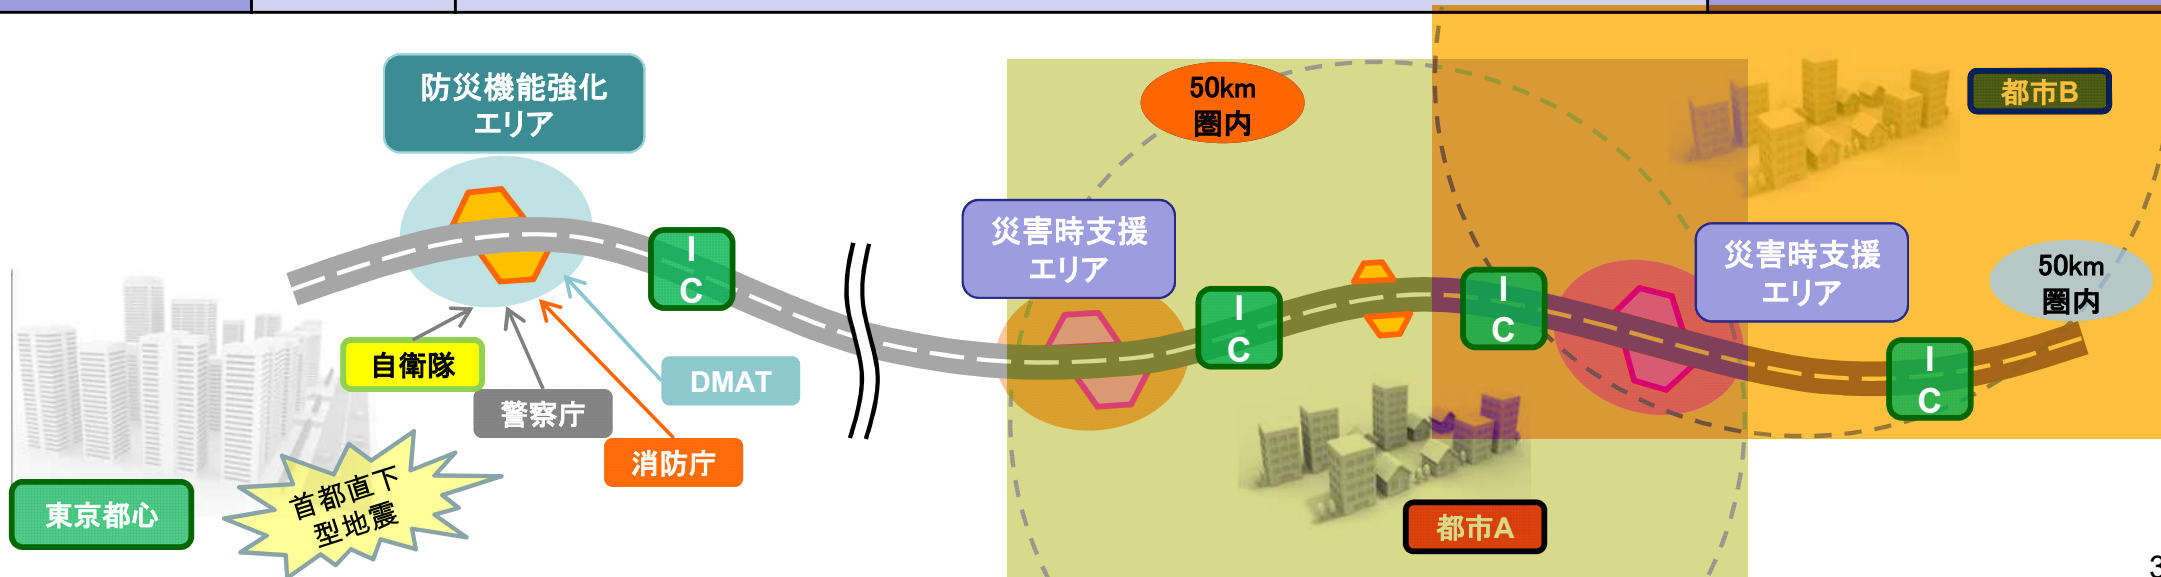 防災機能強化
エリア
50km
圏内
都市B
災害時支援
エリア
災害時支援
エリア
50km
圏内
I
C
I
C
I
C
I
C
自衛隊
警察庁
DMAT
消防庁
首都直下
型地震
東京都心
都市A
3